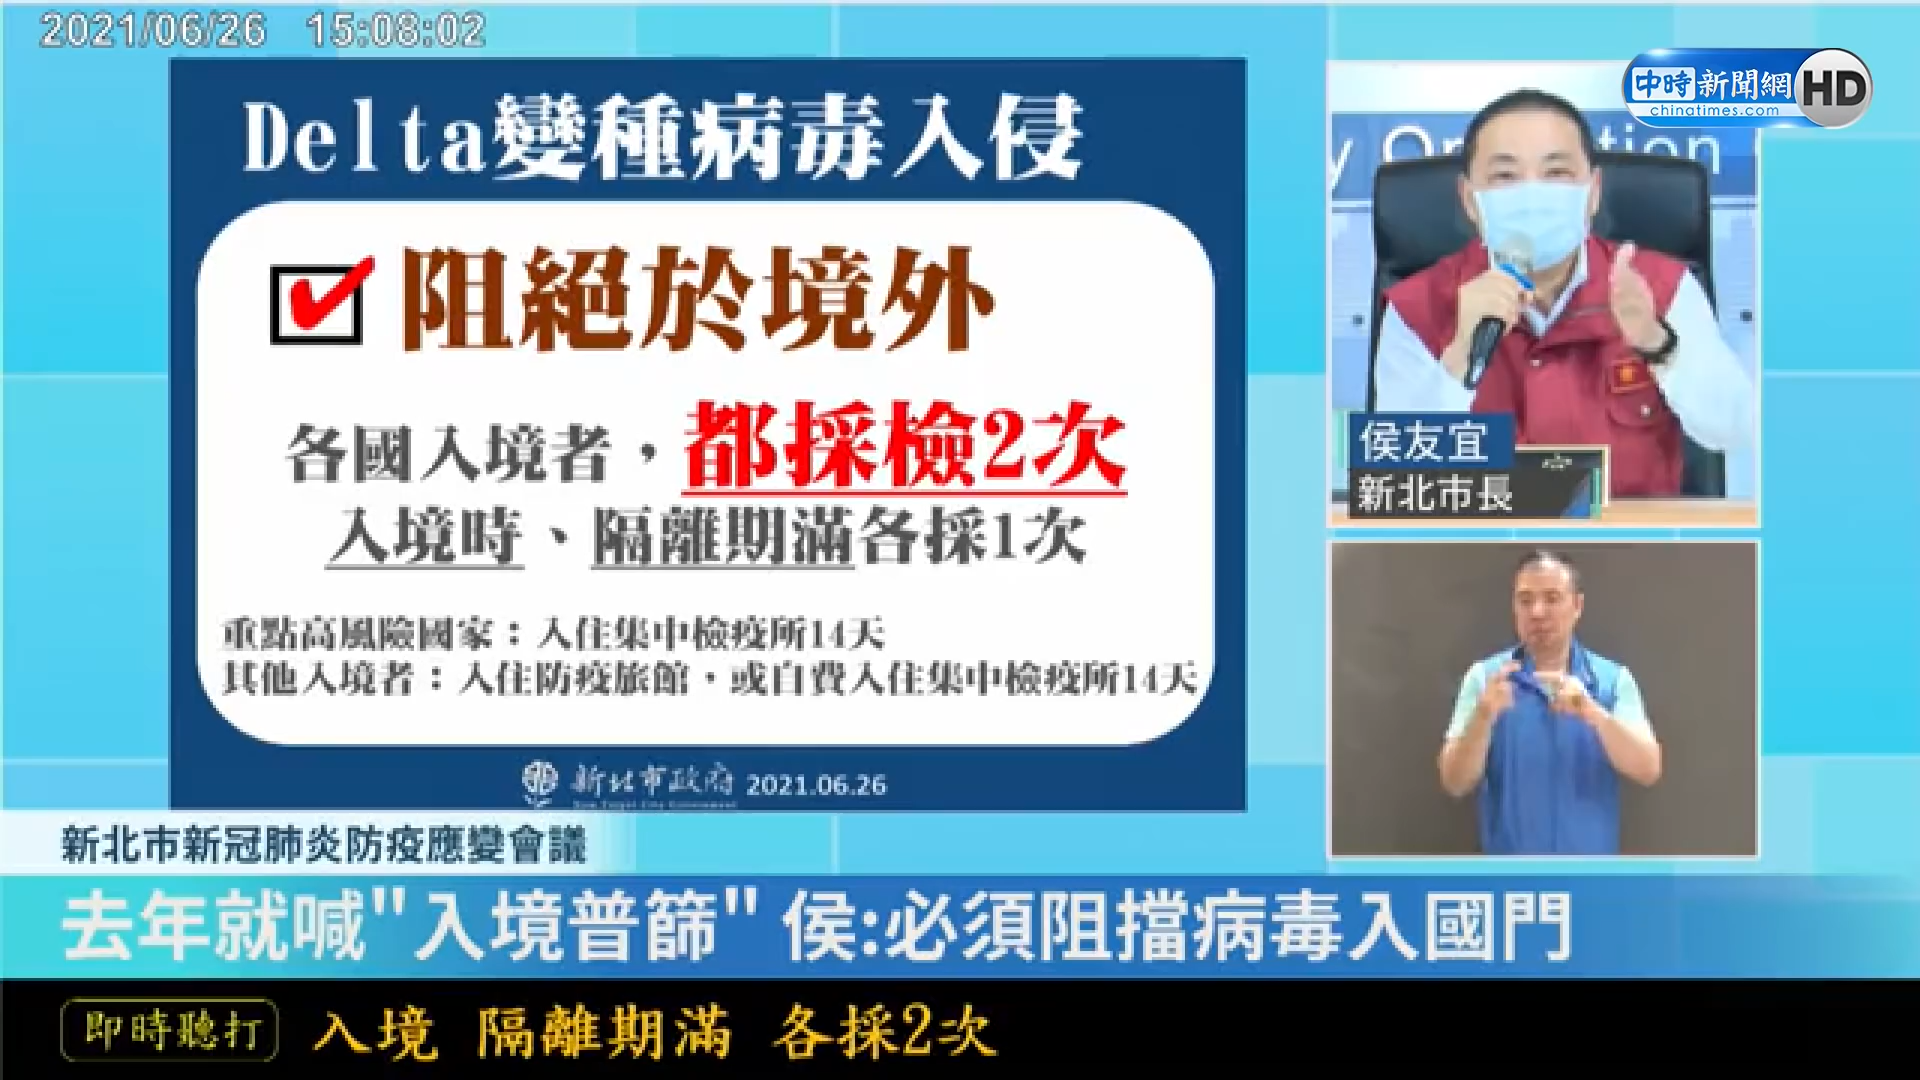 2021/06/26 15:08:02
Delta變種病毒入侵
阻絕於境外
各國入境者，都採檢2次
入境時、隔離期滿各採1次
重點高風險國家：入住集中檢疫所14天
其他入境者：入住防疫旅館，或自費入住集中檢疫所14天
新北市政府 2021.06.26
New Taipei City Government
中時新聞網 HD
chinatimes.com
侯友宜
新北市長
新北市新冠肺炎防疫應變會議
去年就喊"入境普篩" 侯:必須阻擋病毒入國門
即時聽打 入境 隔離期滿 各採2次